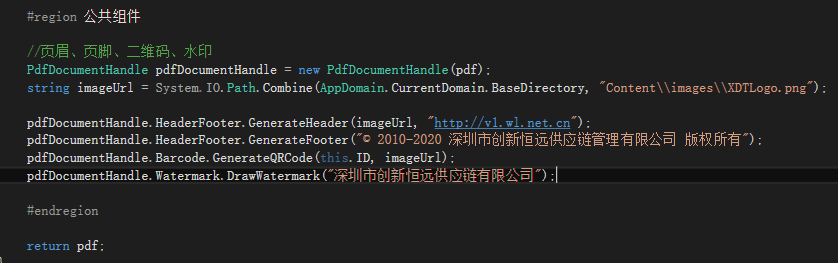 #region 公共组件
//页眉、页脚、二维码、水印
PdfDocumentHandle pdfDocumentHandle = new PdfDocumentHandle(pdf);
string imageUrl = System.IO.Path.Combine(AppDomain.CurrentDomain.BaseDirectory, "Content\\images\\XDTLogo.png");
pdfDocumentHandle.HeaderFooter.GenerateHeader(imageUrl, "http://v1.wl.net.cn");
pdfDocumentHandle.HeaderFooter.GenerateFooter("© 2010-2020 深圳市创新恒远供应链管理有限公司 版权所有");
pdfDocumentHandle.Barcode.GenerateQRCode(this.ID, imageUrl);
pdfDocumentHandle.Watermark.DrawWatermark("深圳市创新恒远供应链有限公司");
#endregion
return pdf;